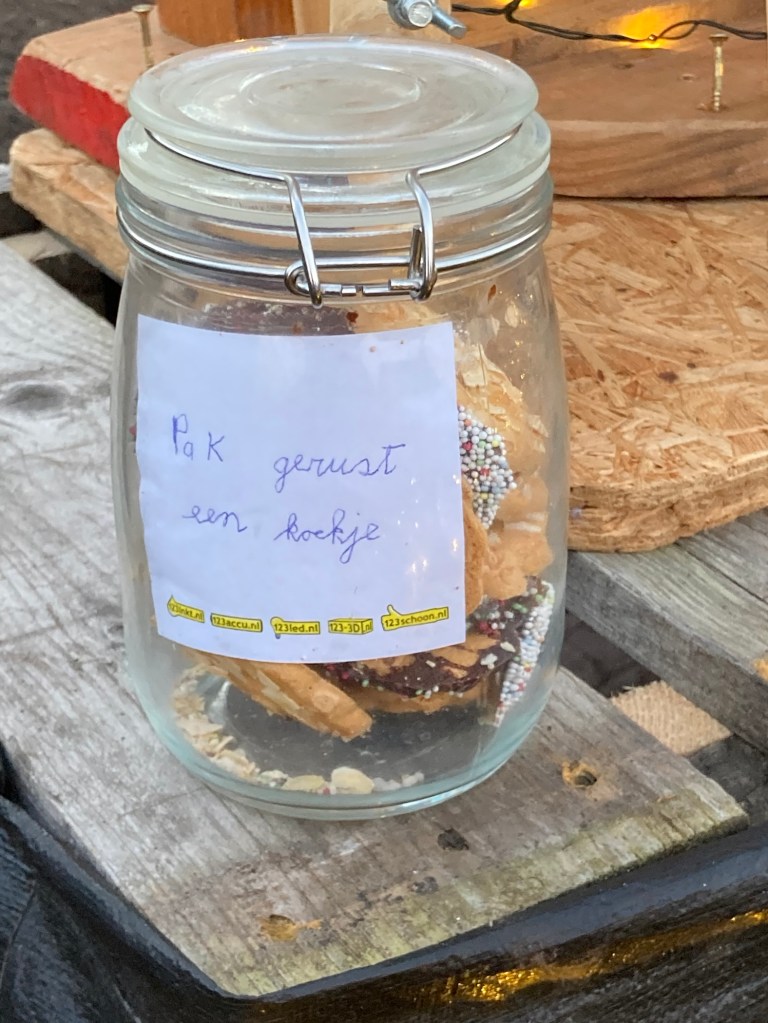 Pak gerust
een koekje
123inkt.nl 123accu.nl 123led.nl 123-3D.nl 123schoon.nl